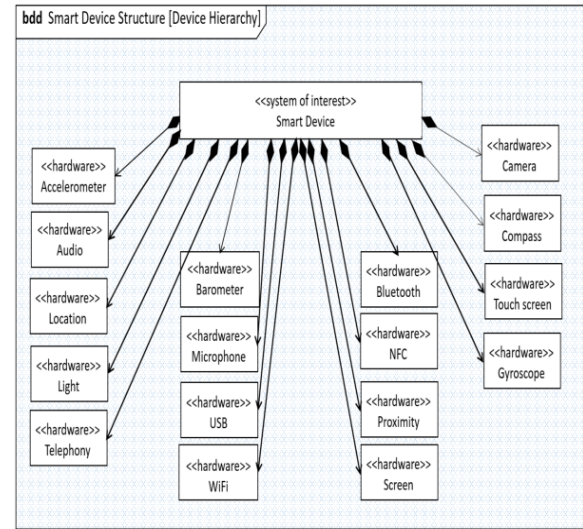 bdd Smart Device Structure [Device Hierarchy]
<<system of interest>>
Smart Device
<<hardware>>
Accelerometer
<<hardware>>
Audio
<<hardware>>
Location
<<hardware>>
Light
<<hardware>>
Telephony
<<hardware>>
Barometer
<<hardware>>
Microphone
<<hardware>>
USB
<<hardware>>
WiFi
<<hardware>>
Bluetooth
<<hardware>>
NFC
<<hardware>>
Proximity
<<hardware>>
Screen
<<hardware>>
Camera
<<hardware>>
Compass
<<hardware>>
Touch screen
<<hardware>>
Gyroscope